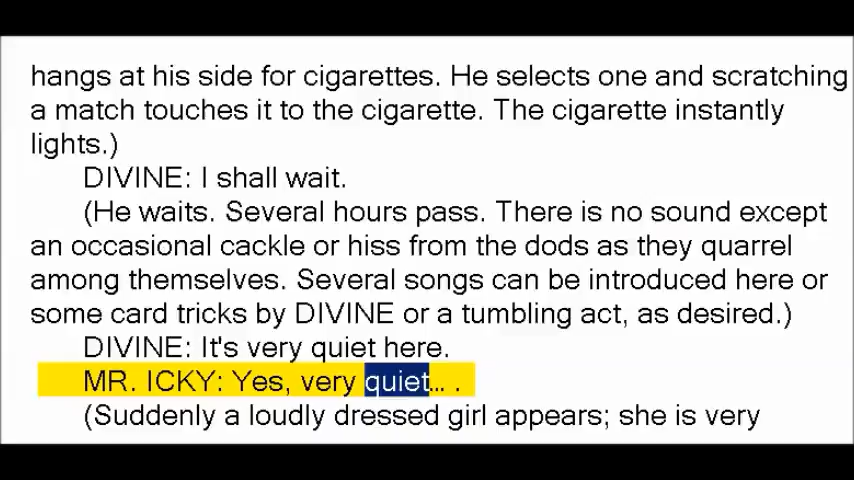 hangs at his side for cigarettes. He selects one and scratching
a match touches it to the cigarette. The cigarette instantly
lights.)
DIVINE: I shall wait.
(He waits. Several hours pass. There is no sound except
an occasional cackle or hiss from the dods as they quarrel
among themselves. Several songs can be introduced here or
some card tricks by DIVINE or a tumbling act, as desired.)
DIVINE: It's very quiet here.
MR. ICKY: Yes, very quiet… .
(Suddenly a loudly dressed girl appears; she is very